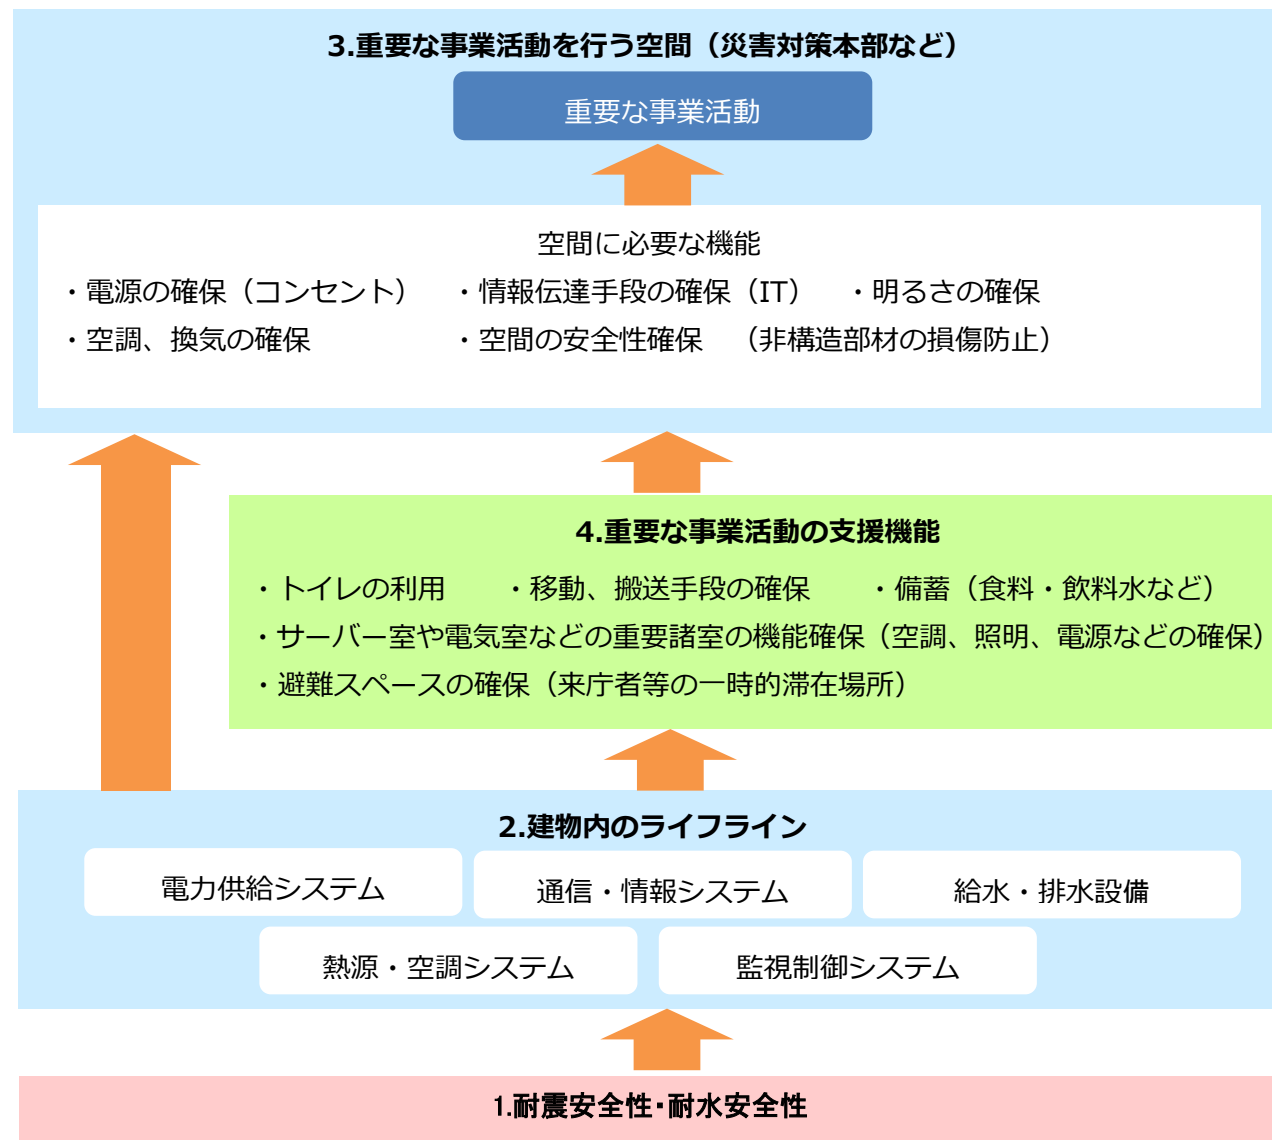 3.重要な事業活動を行う空間（災害対策本部など）
重要な事業活動
空間に必要な機能
・電源の確保（コンセント）　・情報伝達手段の確保（IT）　・明るさの確保
・空調、換気の確保　・空間の安全性確保　（非構造部材の損傷防止）
4.重要な事業活動の支援機能
・トイレの利用　・移動、搬送手段の確保　・備蓄（食料・飲料水など）
・サーバー室や電気室などの重要諸室の機能確保（空調、照明、電源などの確保）
・避難スペースの確保（来庁者等の一時的滞在場所）
2.建物内のライフライン
電力供給システム　通信・情報システム　給水・排水設備
熱源・空調システム　監視制御システム
1.耐震安全性・耐水安全性